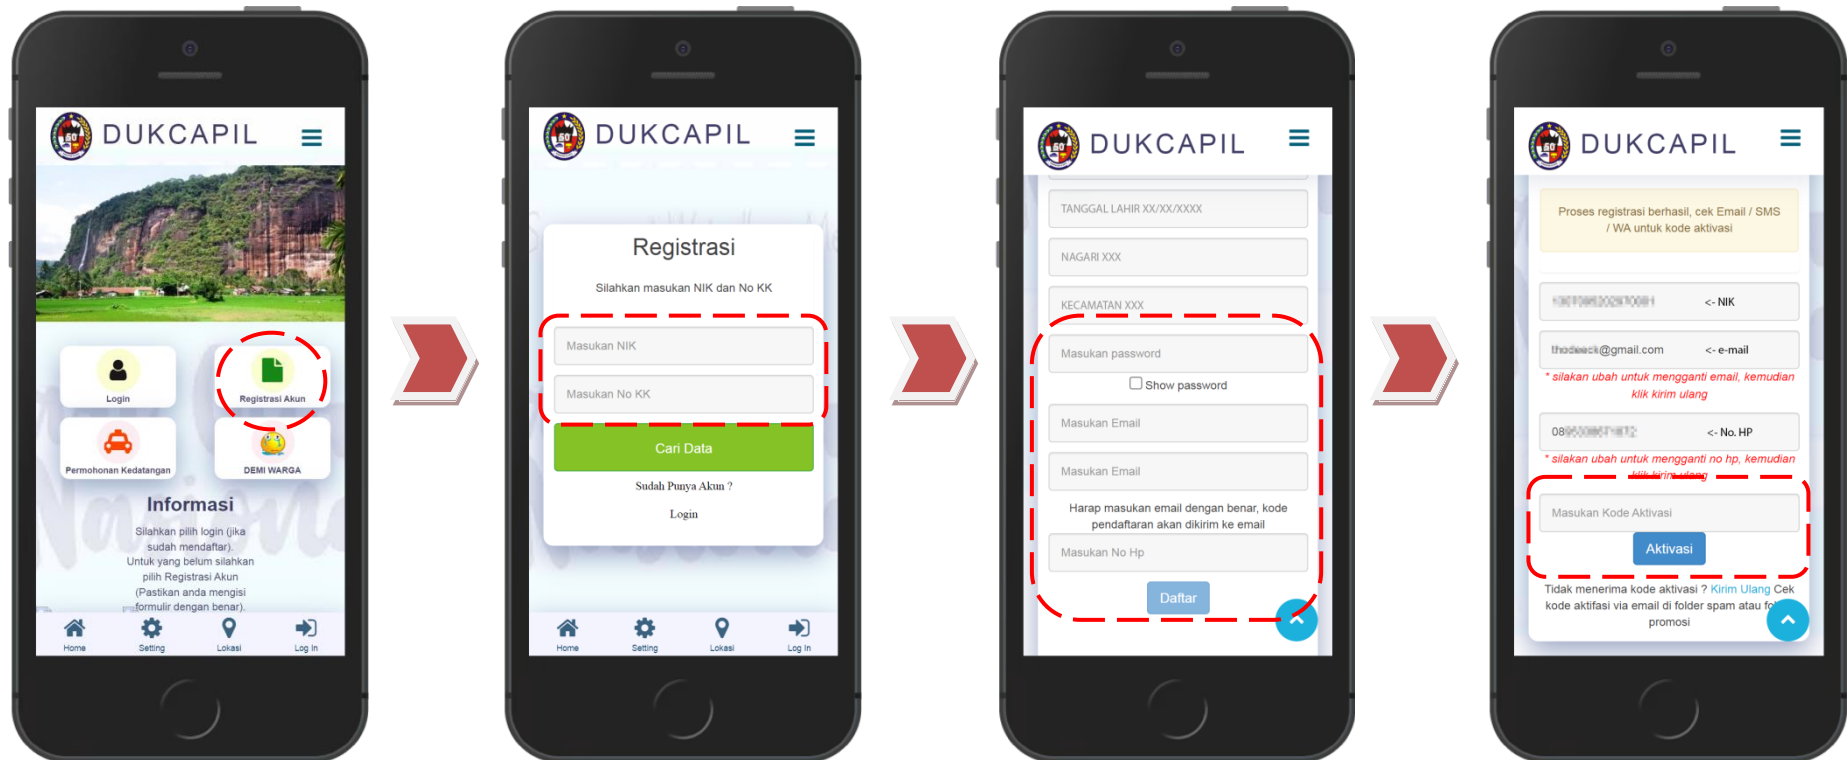 DUKCAPIL
Login
Registrasi Akun
Permohonan Kedatangan
DEMI WARGA
Informasi
Silahkan pilih login (jika
sudah mendaftar).
Untuk yang belum silahkan
pilih Registrasi Akun
(Pastikan anda mengisi
formulir dengan benar).
Home
Setting
Lokasi
Log In
DUKCAPIL
Registrasi
Silahkan masukan NIK dan No KK
Masukan NIK
Masukan No KK
Cari Data
Sudah Punya Akun ?
Login
Home
Setting
Lokasi
Log In
DUKCAPIL
TANGGAL LAHIR XX/XX/XXXX
NAGARI XXX
KECAMATAN XXX
Masukan password
Show password
Masukan Email
Masukan Email
Harap masukan email dengan benar, kode
pendaftaran akan dikirim ke email
Masukan No Hp
Daftar
DUKCAPIL
Proses registrasi berhasil, cek Email / SMS
/ WA untuk kode aktivasi
<- NIK
@gmail.com <- e-mail
* silakan ubah untuk mengganti email, kemudian
klik kirim ulang
08 <- No. HP
* silakan ubah untuk mengganti no hp, kemudian
klik kirim ulang
Masukan Kode Aktivasi
Aktivasi
Tidak menerima kode aktivasi ? Kirim Ulang Cek
kode aktifasi via email di folder spam atau
promosi